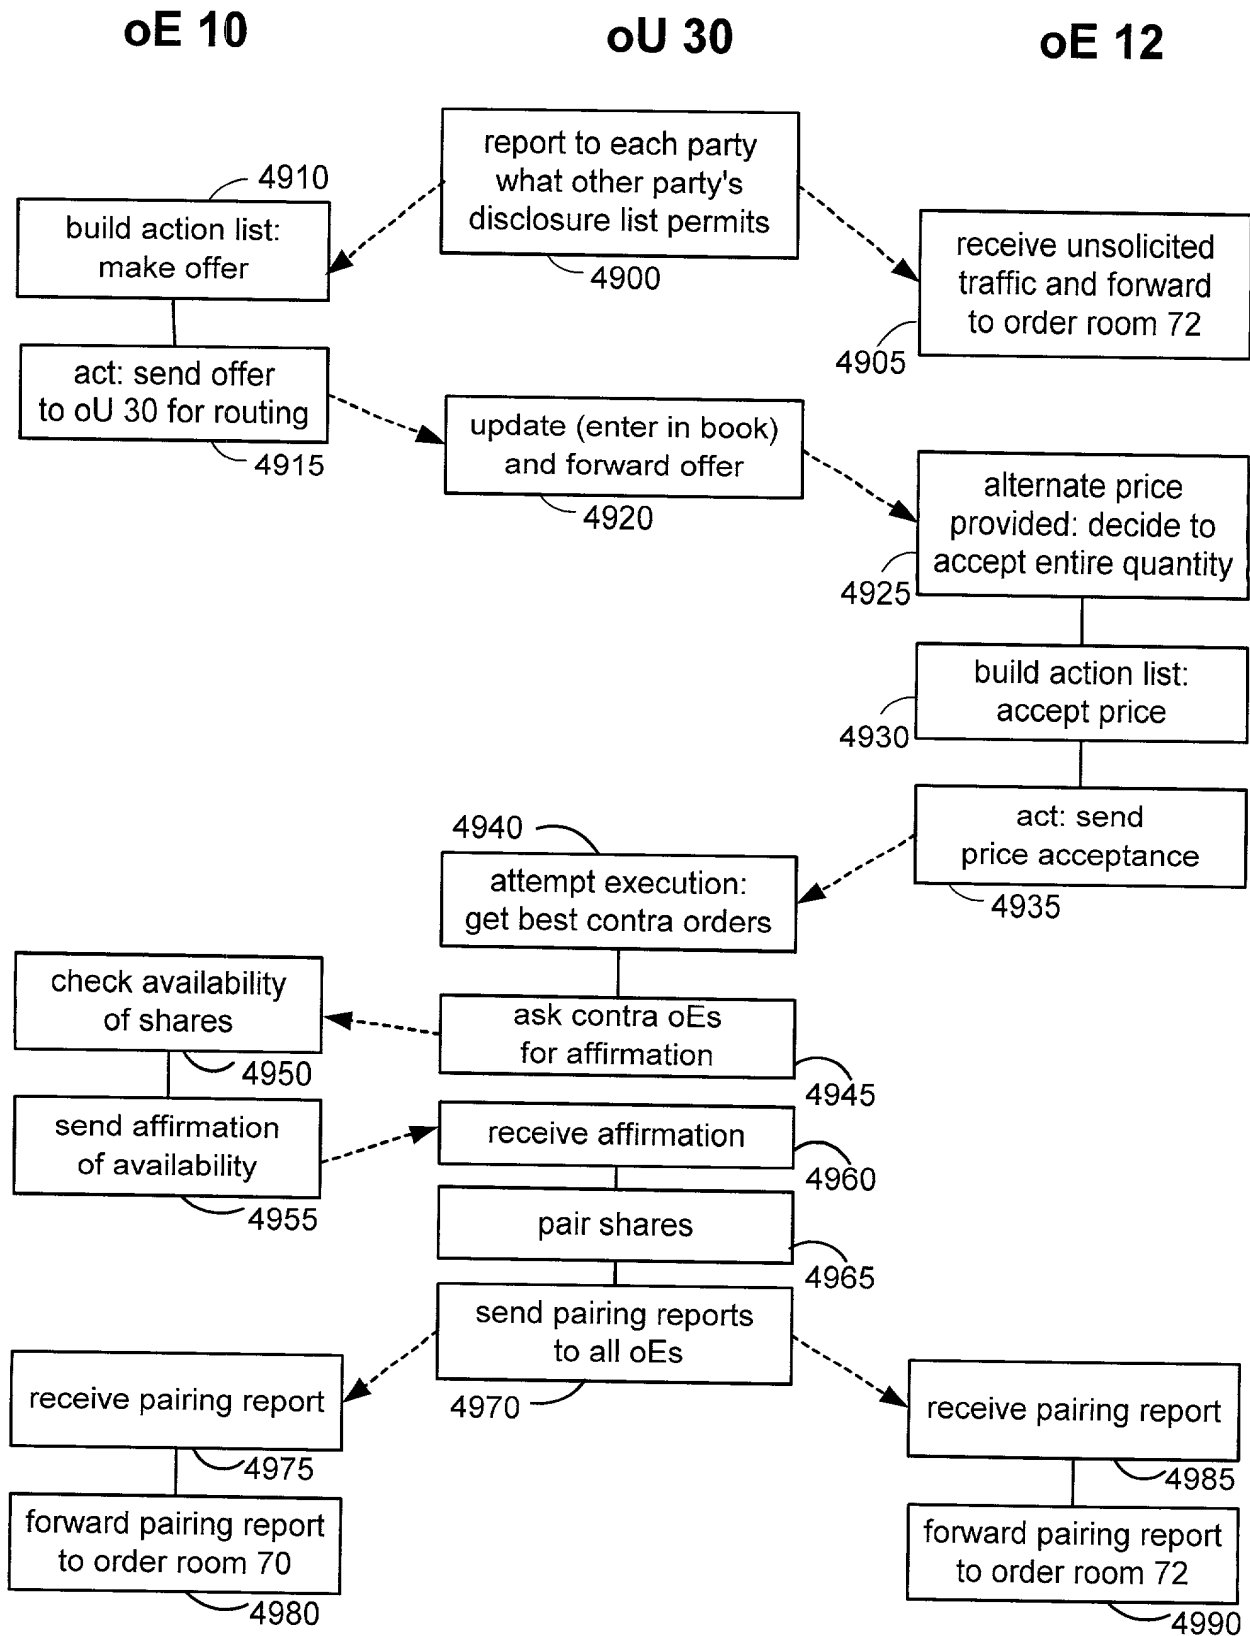 oE 10
oU 30
oE 12
report to each party
what other party's
disclosure list permits
4900
4910
build action list:
make offer
receive unsolicited
traffic and forward
to order room 72
4905
act: send offer
to oU 30 for routing
4915
update (enter in book)
and forward offer
4920
alternate price
provided: decide to
accept entire quantity
4925
build action list:
accept price
4930
act: send
price acceptance
4935
4940
attempt execution:
get best contra orders
ask contra oEs
for affirmation
4945
check availability
of shares
4950
send affirmation
of availability
4955
receive affirmation
4960
pair shares
4965
send pairing reports
to all oEs
4970
receive pairing report
4975
forward pairing report
to order room 70
4980
receive pairing report
4985
forward pairing report
to order room 72
4990